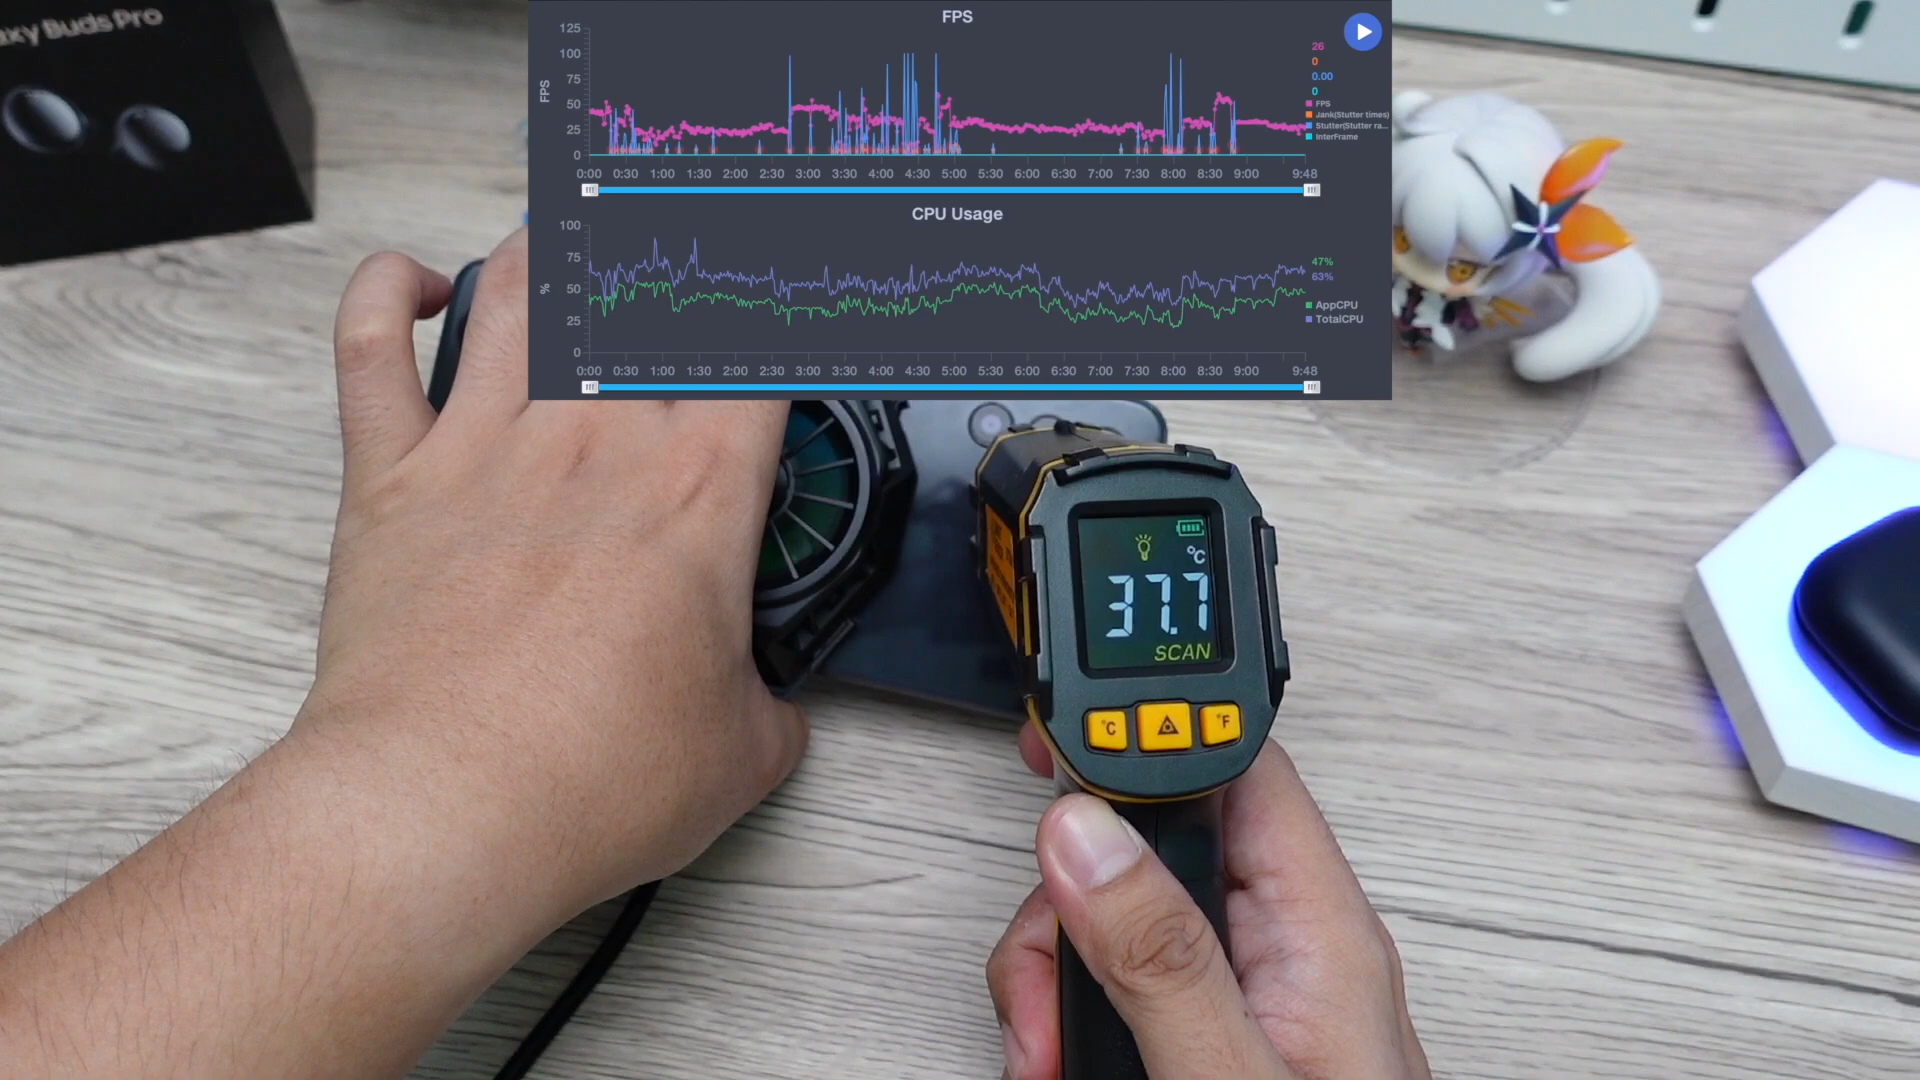 axy Buds Pro
FPS
125
100
75
50
25
0
FPS
0:00 0:30 1:00 1:30 2:00 2:30 3:00 3:30 4:00 4:30 5:00 5:30 6:00 6:30 7:00 7:30 8:00 8:30 9:00 9:48
26
0
0.00
0
FPS
Jank(Stutter times)
Stutter(Stutter ra...
InterFrame
CPU Usage
100
75
50
25
0
%
0:00 0:30 1:00 1:30 2:00 2:30 3:00 3:30 4:00 4:30 5:00 5:30 6:00 6:30 7:00 7:30 8:00 8:30 9:00 9:48
47%
63%
AppCPU
TotalCPU
°C
37.7
SCAN
°C
°F